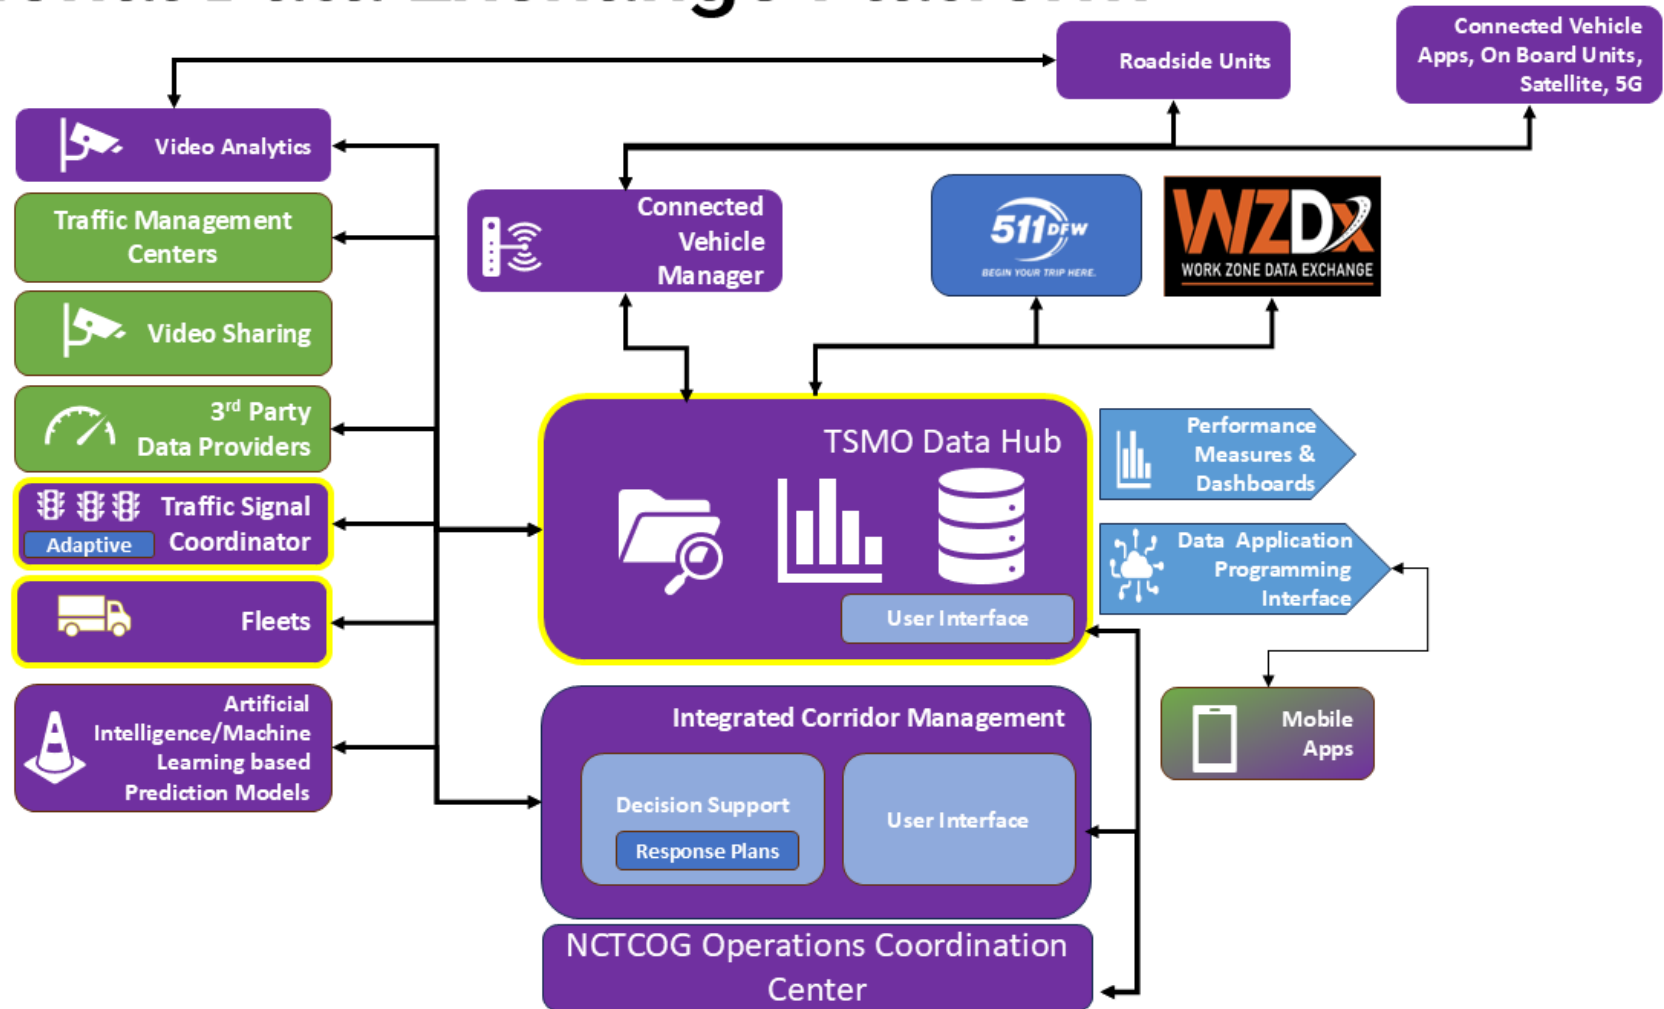 Data Exchange Platform
Roadside Units
Connected Vehicle
Apps, On Board Units,
Satellite, 5G
Video Analytics
Traffic Management
Centers
Video Sharing
3rd Party
Data Providers
Traffic Signal
Coordinator
Adaptive
Fleets
Artificial
Intelligence/Machine
Learning based
Prediction Models
Connected
Vehicle
Manager
511DFW
BEGIN YOUR TRIP HERE.
WZDx
WORK ZONE DATA EXCHANGE
TSMO Data Hub
User Interface
Performance
Measures &
Dashboards
Data Application
Programming
Interface
Mobile
Apps
Integrated Corridor Management
Decision Support
Response Plans
User Interface
NCTCOG Operations Coordination
Center